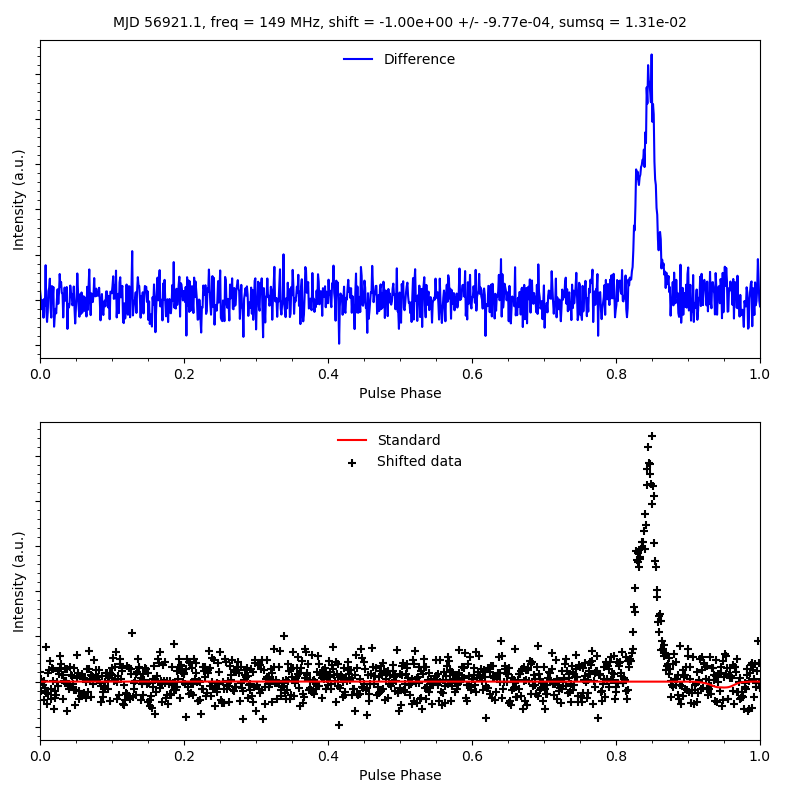 MJD 56921.1, freq = 149 MHz, shift = -1.00e+00 +/- -9.77e-04, sumsq = 1.31e-02
Difference
Intensity (a.u.)
0.0 0.2 0.4 0.6 0.8 1.0
Pulse Phase
Standard
Shifted data
Intensity (a.u.)
0.0 0.2 0.4 0.6 0.8 1.0
Pulse Phase